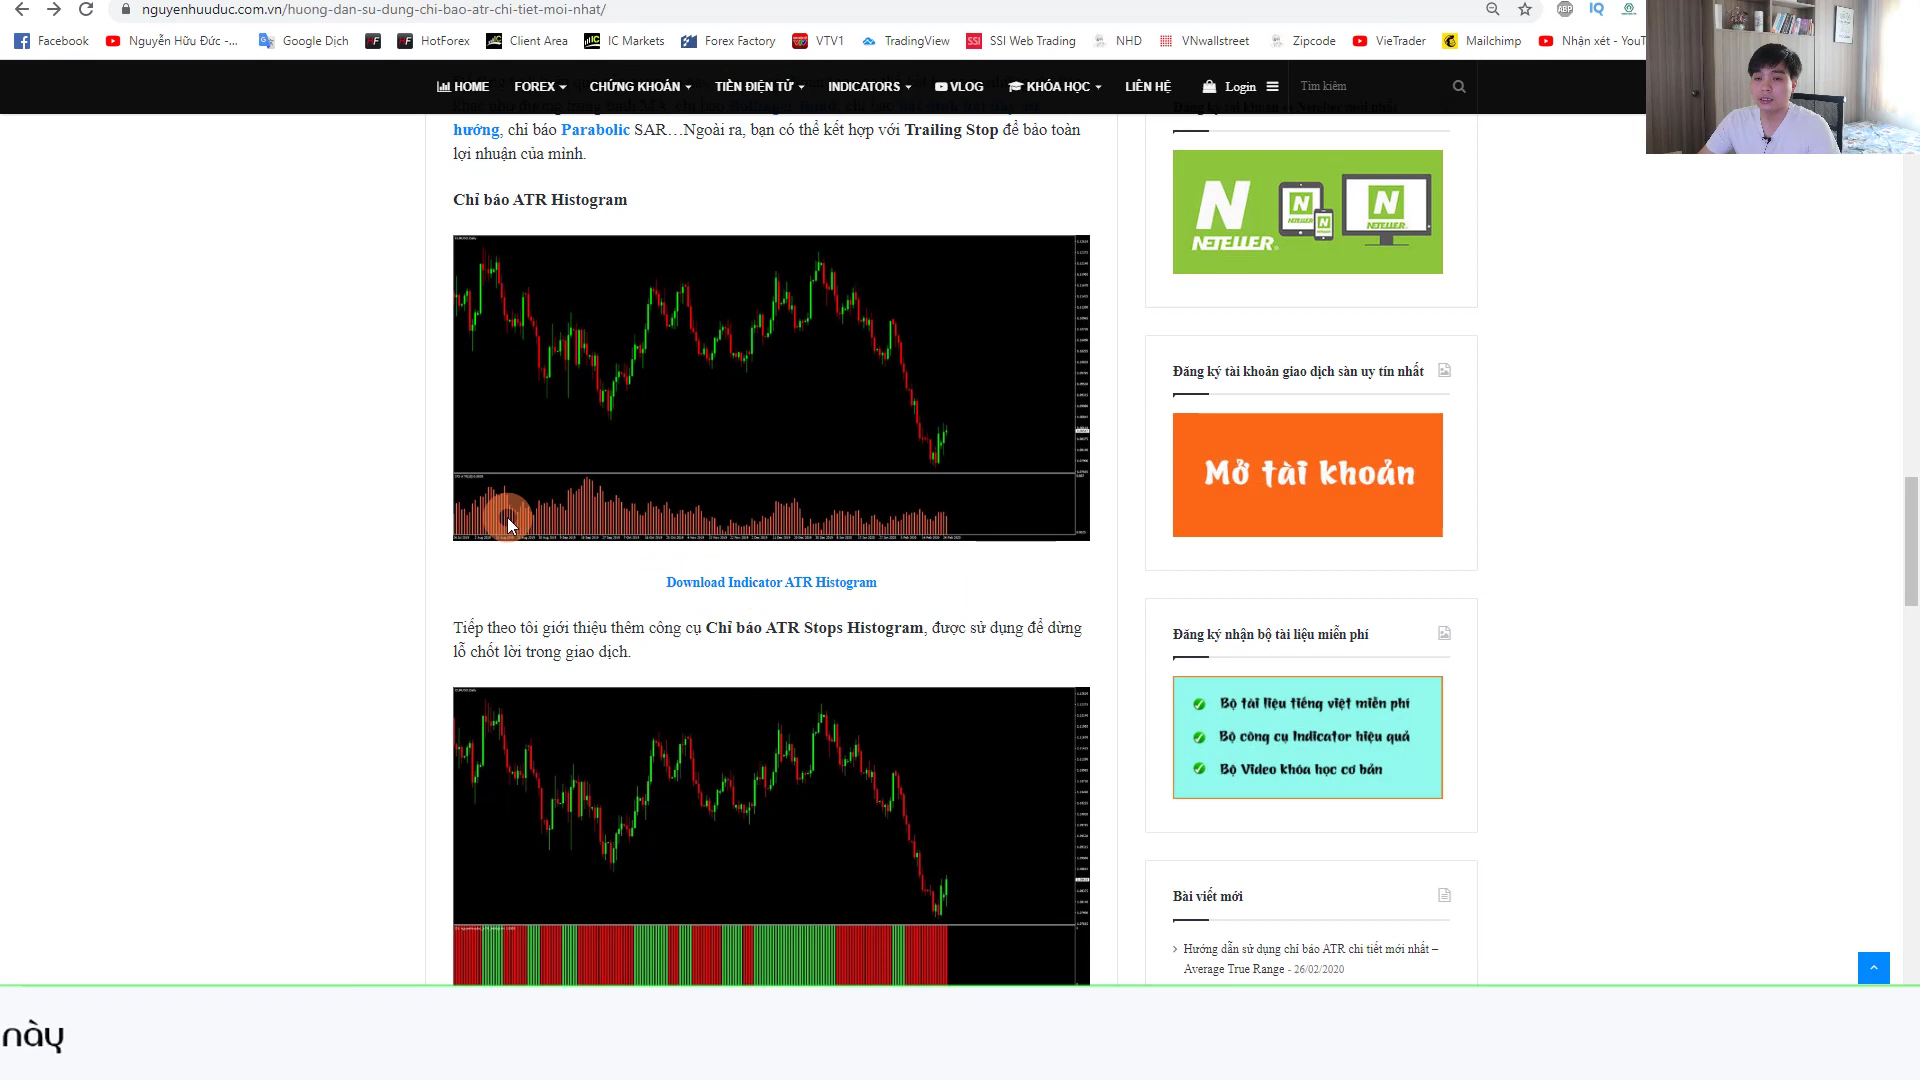 nguyenhuuduc.com.vn/huong-dan-su-dung-chi-bao-atr-chi-tiet-moi-nhat/
ABP
IQ
Facebook
Nguyễn Hữu Đức -...
Google Dịch
HotForex
Client Area
IC Markets
Forex Factory
VTV1
TradingView
SSI
SSI Web Trading
NHD
VNwallstreet
Zipcode
VieTrader
Mailchimp
Nhận xét - YouT
HOME
FOREX
CHỨNG KHOÁN
TIỀN ĐIỆN TỬ
INDICATORS
VLOG
KHÓA HỌC
LIÊN HỆ
Login
Tìm kiếm
hướng, chỉ báo Parabolic SAR…Ngoài ra, bạn có thể kết hợp với Trailing Stop để bảo toàn
lợi nhuận của mình.
Chỉ báo ATR Histogram
Download Indicator ATR Histogram
Tiếp theo tôi giới thiệu thêm công cụ Chỉ báo ATR Stops Histogram, được sử dụng để dừng
lỗ chốt lời trong giao dịch.
N
NETELLER
N
NETELLER
N
NETELLER
Đăng ký tài khoản giao dịch sàn uy tín nhất
Mở tài khoản
Đăng ký nhận bộ tài liệu miễn phí
Bộ tài liệu tiếng việt miễn phí
Bộ công cụ Indicator hiệu quả
Bộ Video khóa học cơ bản
Bài viết mới
Hướng dẫn sử dụng chỉ báo ATR chi tiết mới nhất –
Average True Range - 26/02/2020
này